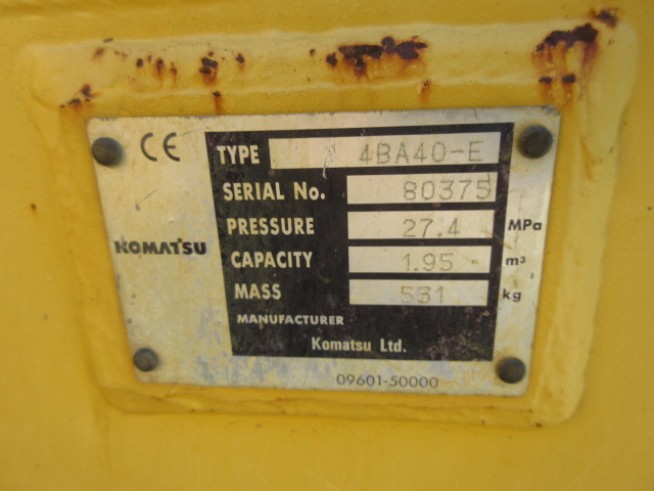 CE
TYPE 4BA40-E
SERIAL No. 80375
PRESSURE 27.4 MPa
KOMATSU
CAPACITY 1.95 m³
MASS 531 kg
MANUFACTURER
Komatsu Ltd.
09601-50000